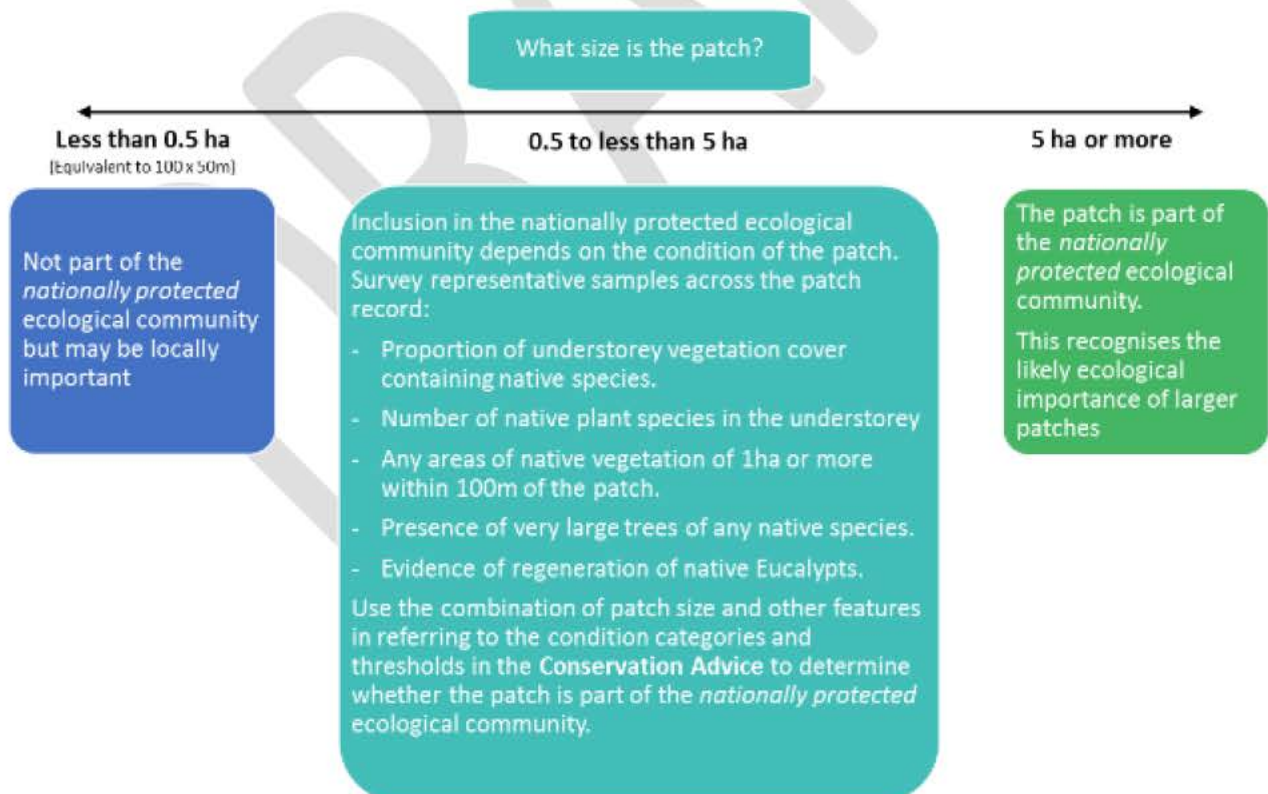 What size is the patch?
Less than 0.5 ha
(Equivalent to 100 x 50m)
0.5 to less than 5 ha
5 ha or more
Not part of the
nationally protected
ecological community
but may be locally
important
Inclusion in the nationally protected ecological
community depends on the condition of the patch.
Survey representative samples across the patch
record:
- Proportion of understorey vegetation cover
containing native species.
- Number of native plant species in the understorey
- Any areas of native vegetation of 1ha or more
within 100m of the patch.
- Presence of very large trees of any native species.
- Evidence of regeneration of native Eucalypts.
Use the combination of patch size and other features
in referring to the condition categories and
thresholds in the Conservation Advice to determine
whether the patch is part of the nationally protected
ecological community.
The patch is part of
the nationally
protected ecological
community.
This recognises the
likely ecological
importance of larger
patches